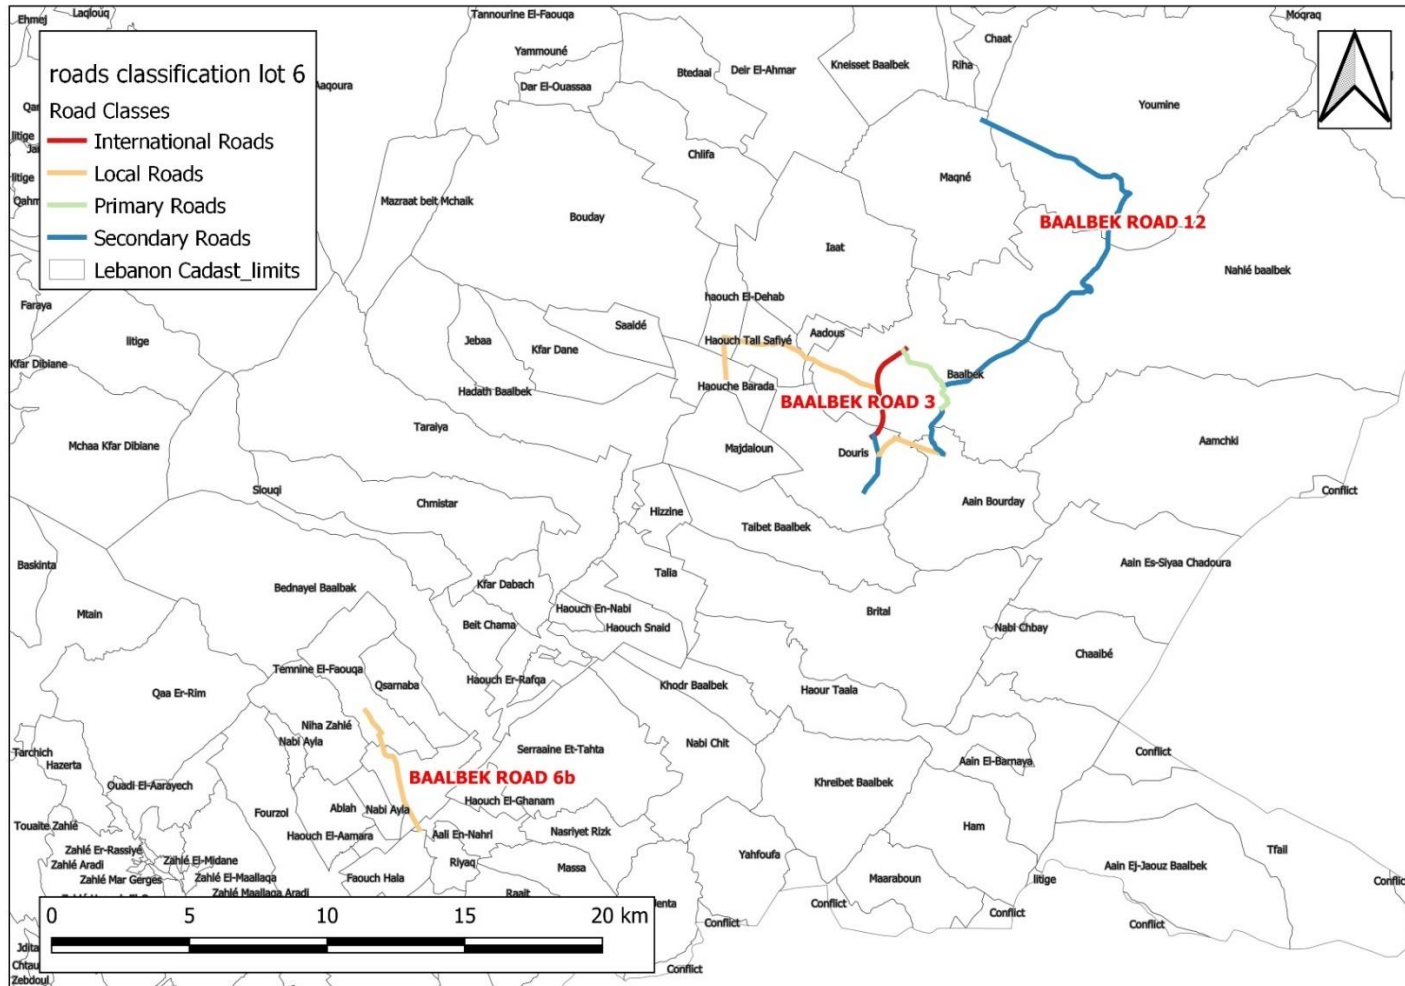 Ehmej
Laqlouq
Tannourine El-Faouqa
Moqraq
Chaat
Yammouné
Btedaai
Deir El-Ahmar
Kneisset Baalbek
Riha
Dar El-Ouassaa
Aaqoura
Youmine
roads classification lot 6
Road Classes
International Roads
Local Roads
Primary Roads
Secondary Roads
Lebanon Cadast_limits
litige
litige
Chlifa
Maqné
Mazraat beit Mchaik
Bouday
BAALBEK ROAD 12
Iaat
Nahlé baalbek
Faraya
haouch El-Dehab
Saaidé
Aadous
litige
Jebaa
Kfar Dane
Haouch Tall Safiyé
Kfar Dibiane
Baalbek
Hadath Baalbek
Haouche Barada
BAALBEK ROAD 3
Taraiya
Mchaa Kfar Dibiane
Majdaloun
Douris
Aamchki
Slouqi
Conflict
Chmistar
Aain Bourday
Hizzine
Taibet Baalbek
Baskinta
Aain Es-Siyaa Chadoura
Talia
Bednayel Baalbak
Kfar Dabach
Mtain
Haouch En-Nabi
Brital
Beit Chama
Haouch Snaid
Nabi Chbay
Chaaibé
Temnine El-Faouqa
Qsarnaba
Haouch Er-Rafqa
Khodr Baalbek
Haour Taala
Qaa Er-Rim
Niha Zahlé
Nabi Ayla
Serraaine Et-Tahta
Nabi Chit
Tarchich
Hazerta
Conflict
Aain El-Barnaya
BAALBEK ROAD 6b
Ouadi El-Aarayech
Khreibet Baalbek
Haouch El-Ghanam
Fourzol
Ablah
Nabi Ayla
Touaite Zahlé
Haouch El-Aamara
Aali En-Nahri
Nasriyet Rizk
Ham
Zahlé Er-Rassiyé
Zahlé Aradi
Zahlé El-Midane
Riyaq
Massa
Yahfoufa
Tfail
Aain Ej-Jaouz Baalbek
Zahlé Mar Gerges
Zahlé El-Maallaqa
Faouch Hala
Maaraboun
litige
Zahlé Maallaqa Aradi
Raait
Conflict
Conflict
Conflict
Conflict
0 5 10 15 20 km
Conflict
Zebdoul